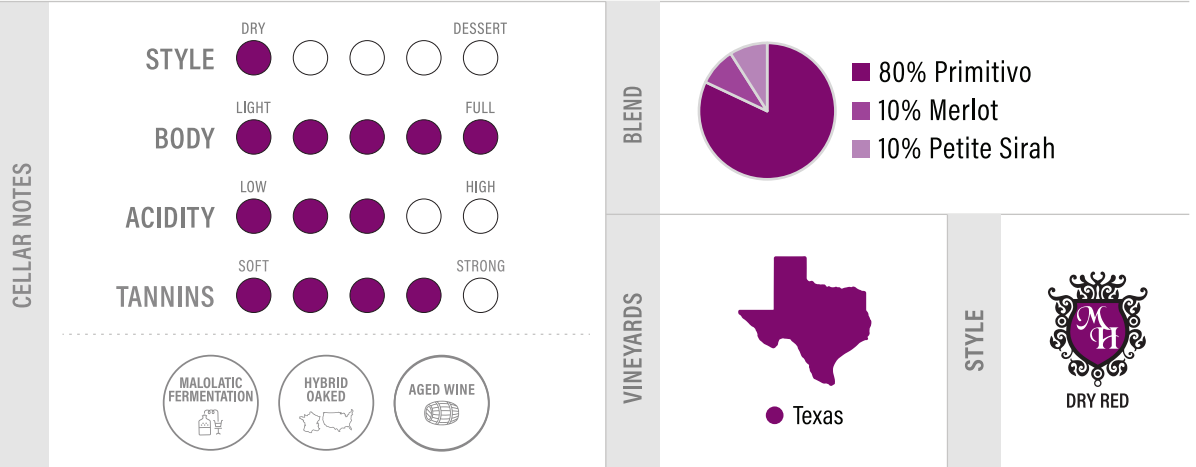 CELLAR NOTES
STYLE
DRY
DESSERT
BODY
LIGHT
FULL
ACIDITY
LOW
HIGH
TANNINS
SOFT
STRONG
MALOLATIC
FERMENTATION
HYBRID
OAKED
AGED WINE
BLEND
80% Primitivo
10% Merlot
10% Petite Sirah
VINEYARDS
Texas
STYLE
MH
DRY RED